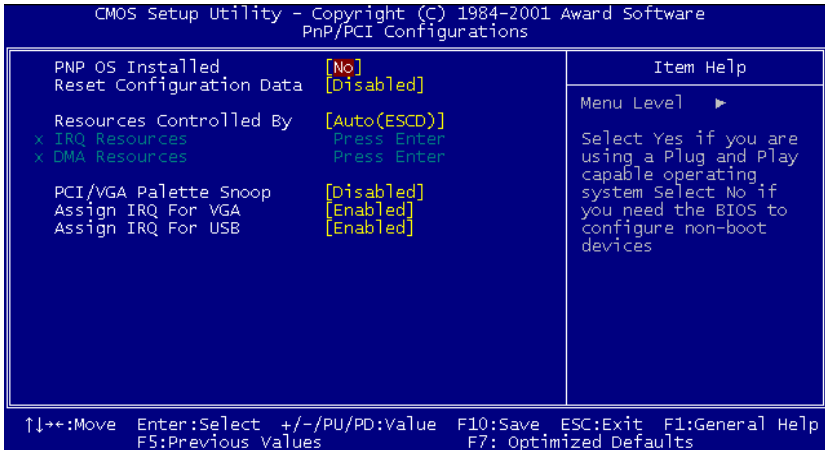 CMOS Setup Utility - Copyright (C) 1984-2001 Award Software
PnP/PCI Configurations
PNP OS Installed [No]
Reset Configuration Data [Disabled]
Resources Controlled By [Auto(ESCD)]
x IRQ Resources Press Enter
x DMA Resources Press Enter
PCI/VGA Palette Snoop [Disabled]
Assign IRQ For VGA [Enabled]
Assign IRQ For USB [Enabled]
Item Help
Menu Level ►
Select Yes if you are
using a Plug and Play
capable operating
system Select No if
you need the BIOS to
configure non-boot
devices
↑↓→←:Move Enter:Select +/-/PU/PD:Value F10:Save ESC:Exit F1:General Help
F5:Previous Values F7: Optimized Defaults